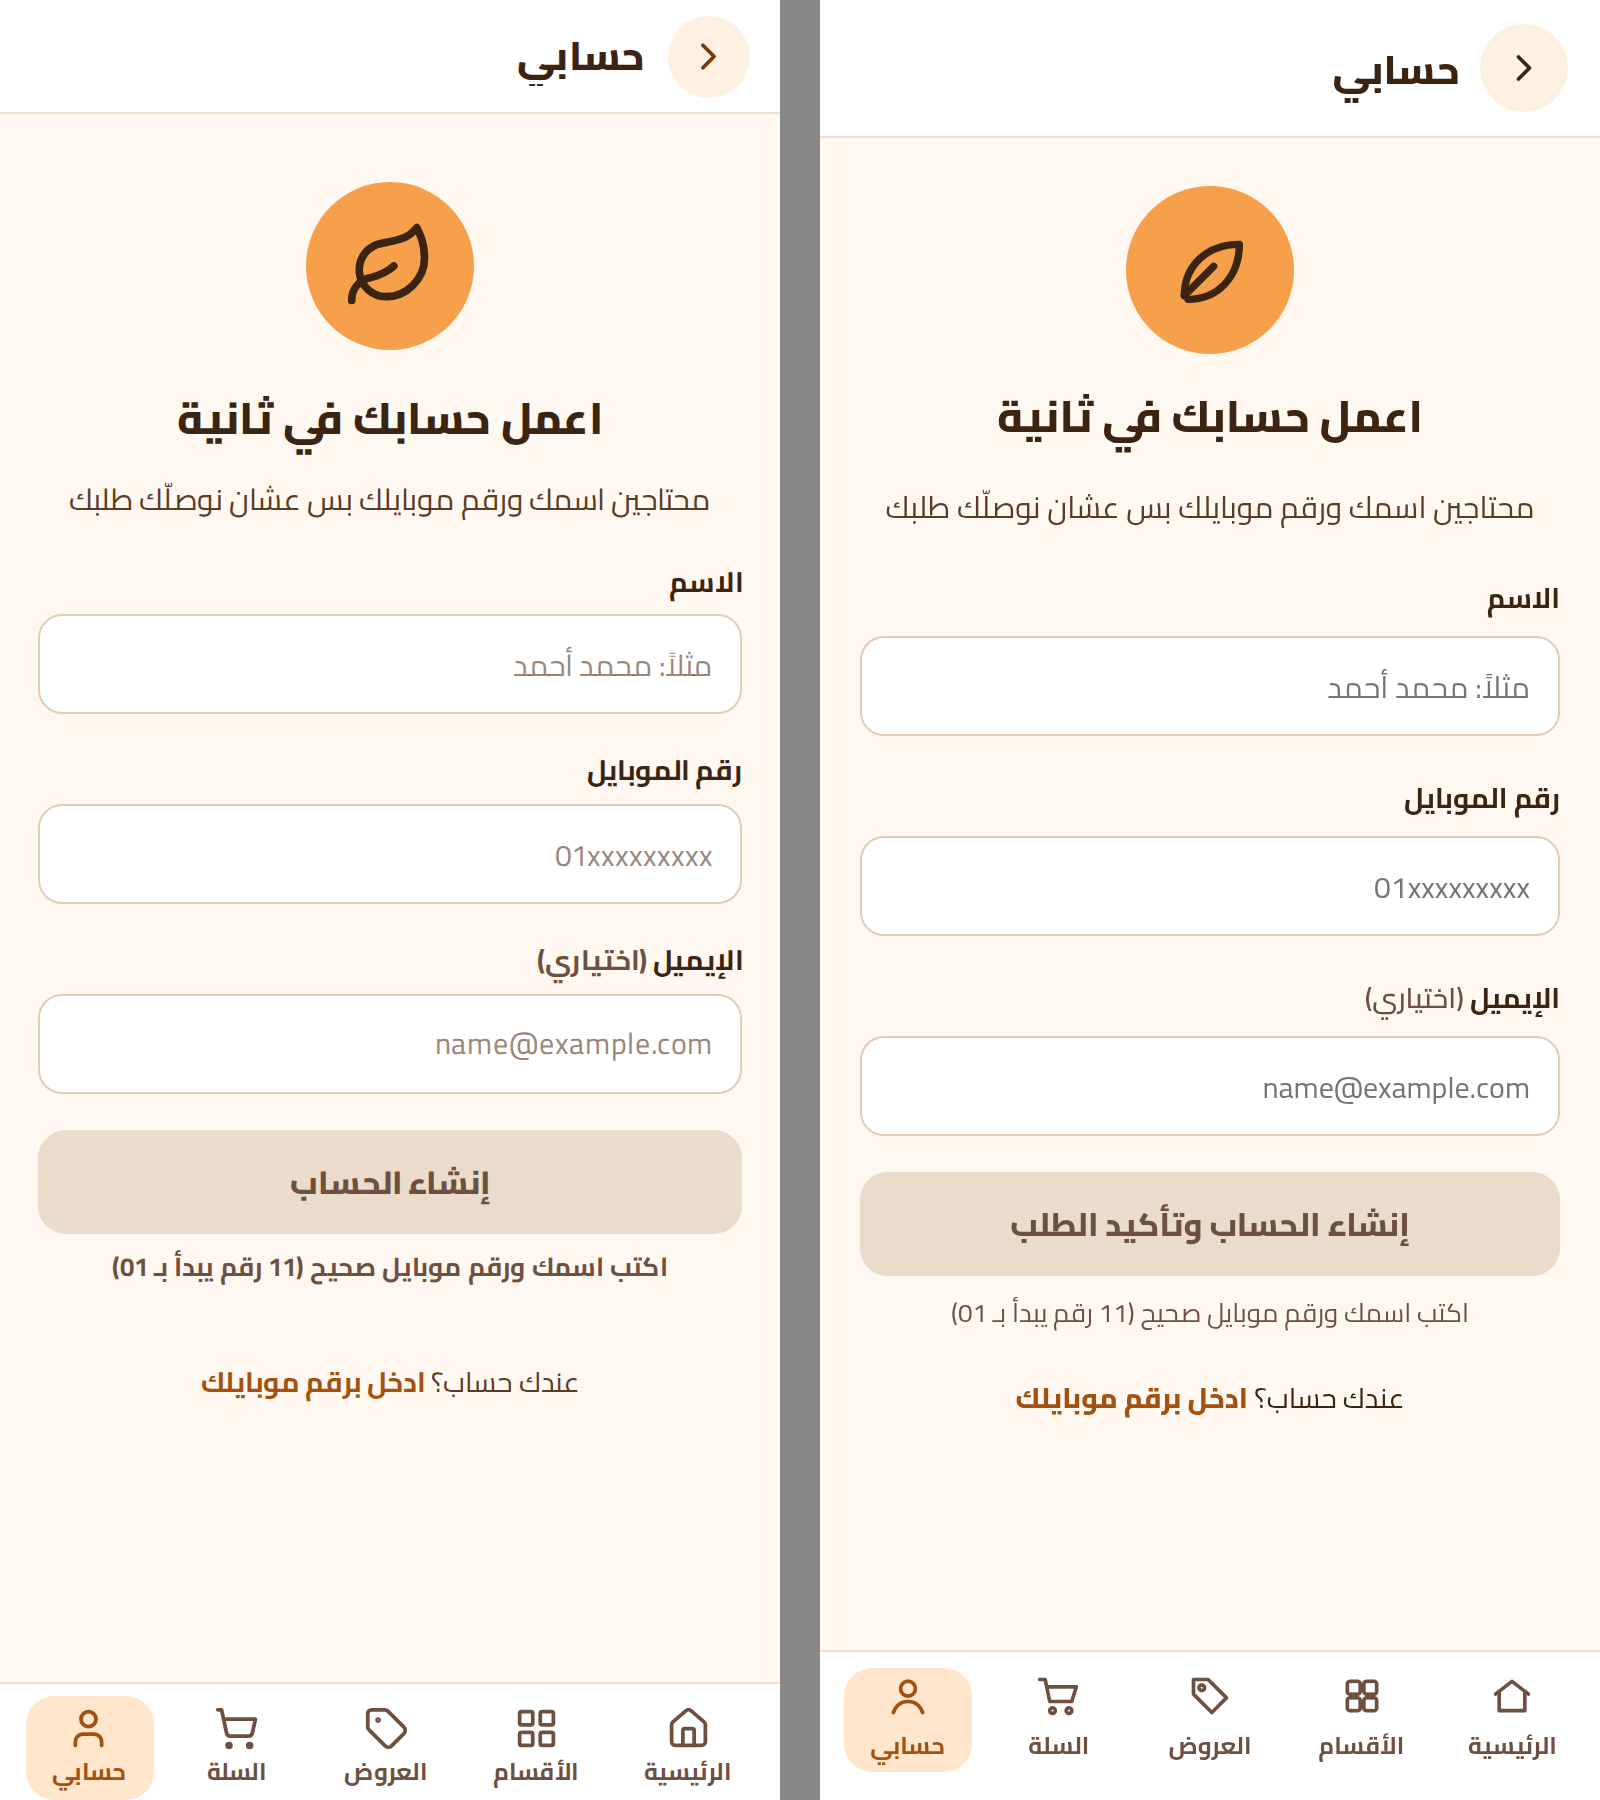 حسابي
اعمل حسابك في ثانية
محتاجين اسمك ورقم موبايلك بس عشان نوصلّك طلبك
الاسم
مثلاً: محمد أحمد
رقم الموبايل
01xxxxxxxxx
الإيميل (اختياري)
name@example.com
إنشاء الحساب
اكتب اسمك ورقم موبايل صحيح (11 رقم يبدأ بـ 01)
عندك حساب؟ ادخل برقم موبايلك
الرئيسية
الأقسام
العروض
السلة
حسابي
حسابي
اعمل حسابك في ثانية
محتاجين اسمك ورقم موبايلك بس عشان نوصلّك طلبك
الاسم
مثلاً: محمد أحمد
رقم الموبايل
01xxxxxxxxx
الإيميل (اختياري)
name@example.com
إنشاء الحساب وتأكيد الطلب
اكتب اسمك ورقم موبايل صحيح (11 رقم يبدأ بـ 01)
عندك حساب؟ ادخل برقم موبايلك
الرئيسية
الأقسام
العروض
السلة
حسابي